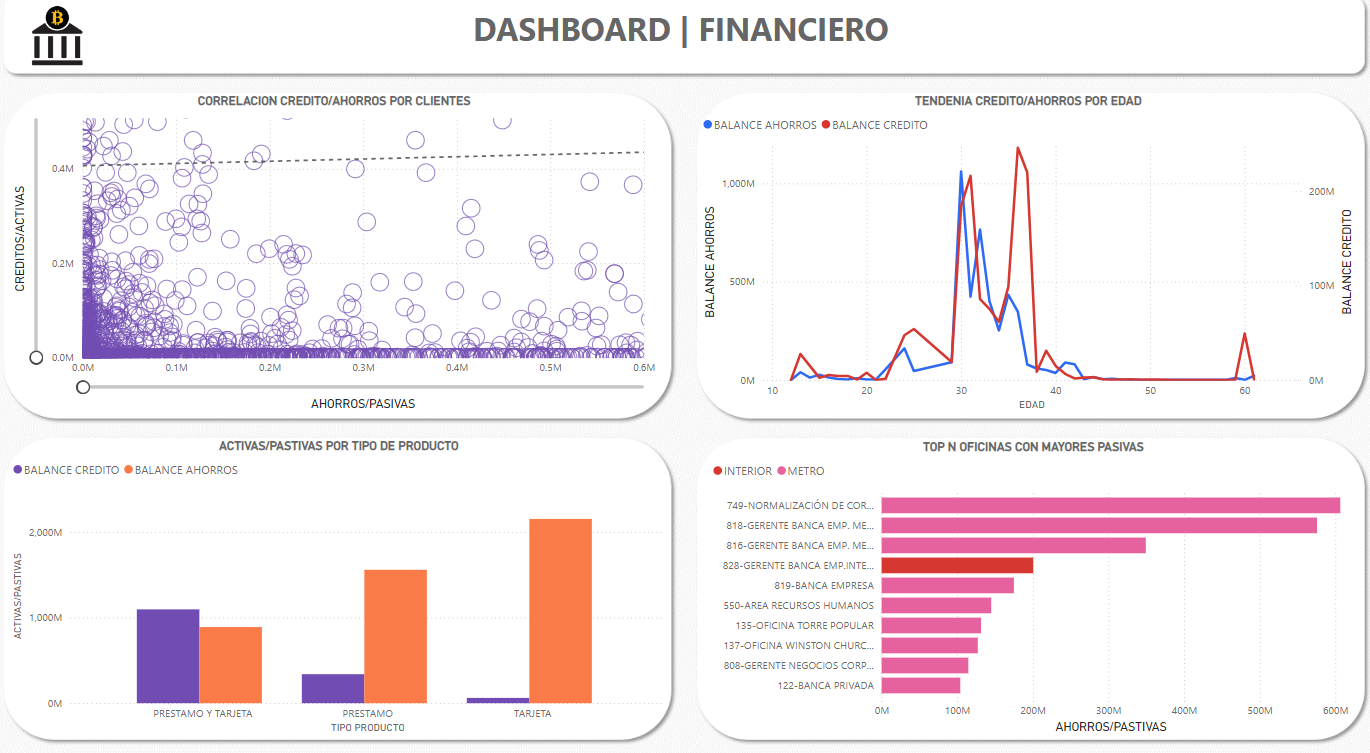 DASHBOARD | FINANCIERO
CORRELACION CREDITO/AHORROS POR CLIENTES
CREDITOS/ACTIVAS
0.4M
0.2M
0.0M
0.0M 0.1M 0.2M 0.3M 0.4M 0.5M 0.6M
AHORROS/PASIVAS
TENDENIA CREDITO/AHORROS POR EDAD
BALANCE AHORROS BALANCE CREDITO
BALANCE AHORROS
1,000M
500M
0M
200M
100M
0M
BALANCE CREDITO
10 20 30 40 50 60
EDAD
ACTIVAS/PASTIVAS POR TIPO DE PRODUCTO
BALANCE CREDITO BALANCE AHORROS
ACTIVAS/PASTIVAS
2,000M
1,000M
0M
PRESTAMO Y TARJETA PRESTAMO TARJETA
TIPO PRODUCTO
TOP N OFICINAS CON MAYORES PASIVAS
INTERIOR METRO
749-NORMALIZACIÓN DE COR...
818-GERENTE BANCA EMP. ME...
816-GERENTE BANCA EMP. ME...
828-GERENTE BANCA EMP.INTE...
819-BANCA EMPRESA
550-AREA RECURSOS HUMANOS
135-OFICINA TORRE POPULAR
137-OFICINA WINSTON CHURC...
808-GERENTE NEGOCIOS CORP...
122-BANCA PRIVADA
0M 100M 200M 300M 400M 500M 600M
AHORROS/PASTIVAS